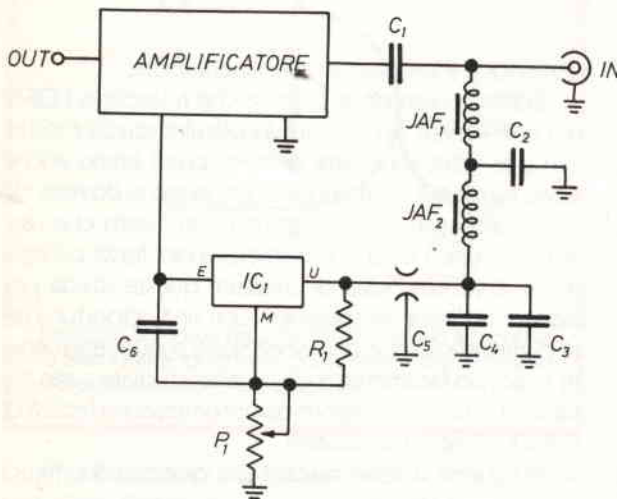 C1
OUT
AMPLIFICATORE
IN
JAF1
C2
JAF2
E
IC1
U
M
C6
R1
C5
C4
C3
P1